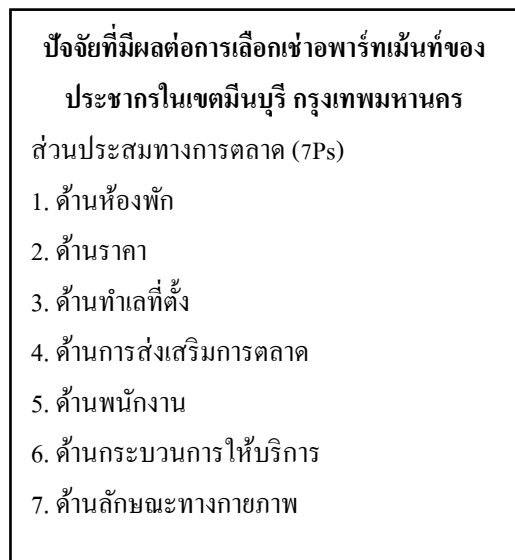 ปัจจัยที่มีผลต่อการเลือกเช่าอพาร์ทเม้นท์ของ
ประชากรในเขตมีนบุรี กรุงเทพมหานคร
ส่วนประสมทางการตลาด (7Ps)
1. ด้านห้องพัก
2. ด้านราคา
3. ด้านทำเลที่ตั้ง
4. ด้านการส่งเสริมการตลาด
5. ด้านพนักงาน
6. ด้านกระบวนการให้บริการ
7. ด้านลักษณะทางกายภาพ